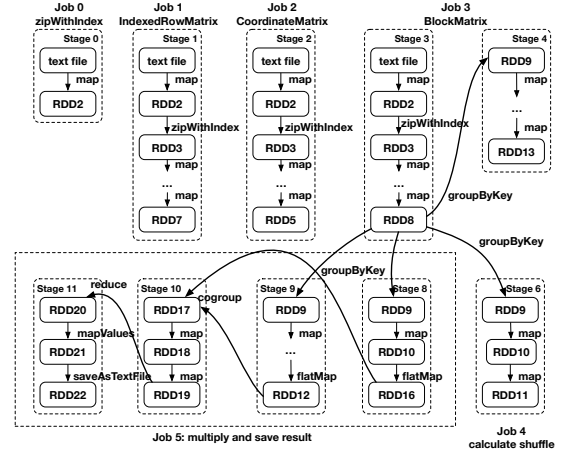 Job 0
zipWithIndex
Stage 0
text file
map
RDD2
Job 1
IndexedRowMatrix
Stage 1
text file
map
RDD2
zipWithIndex
RDD3
map
...
map
RDD7
Job 2
CoordinateMatrix
Stage 2
text file
map
RDD2
zipWithIndex
RDD3
map
...
map
RDD5
Job 3
BlockMatrix
Stage 3
text file
map
RDD2
zipWithIndex
RDD3
map
...
map
RDD8
Stage 4
RDD9
map
...
map
RDD13
groupByKey
groupByKey
groupByKey
Stage 11
reduce
RDD20
mapValues
RDD21
saveAsTextFile
RDD22
Stage 10
cogroup
RDD17
map
RDD18
map
RDD19
Stage 9
RDD9
map
...
flatMap
RDD12
Stage 8
RDD9
map
RDD10
flatMap
RDD16
Stage 6
RDD9
map
RDD10
map
RDD11
Job 5: multiply and save result
Job 4
calculate shuffle